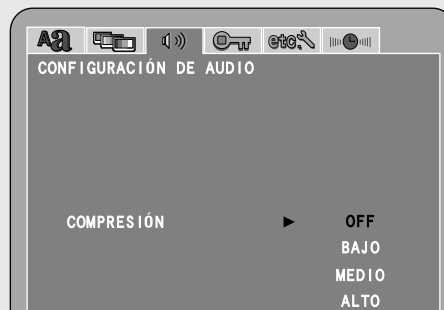 Aa etc.
CONFIGURACIÓN DE AUDIO
COMPRESIÓN ► OFF
BAJO
MEDIO
ALTO